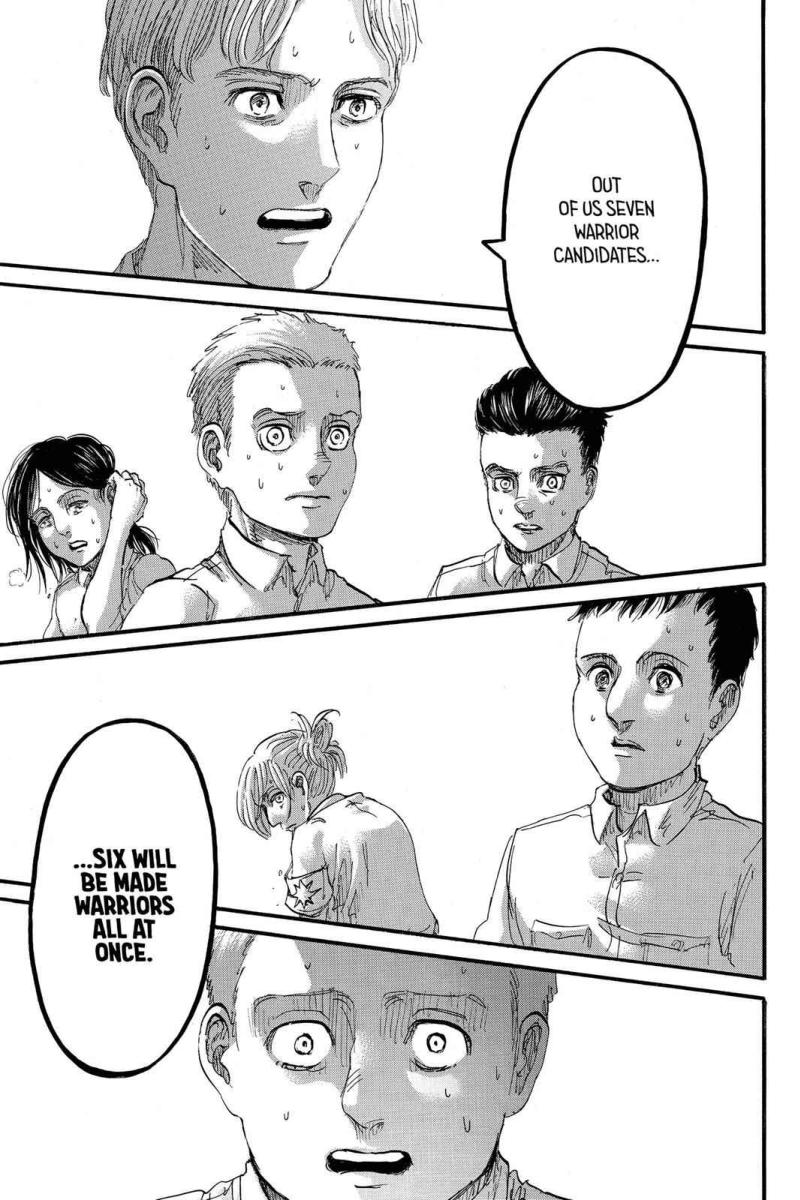 OUT
OF US SEVEN
WARRIOR
CANDIDATES...
...SIX WILL
BE MADE
WARRIORS
ALL AT
ONCE.